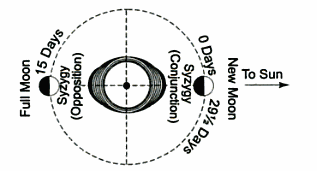 Full Moon
15 Days
Syzygy
(Opposition)
Syzygy
(Conjunction)
0 Days
29½ Days
New Moon
To Sun